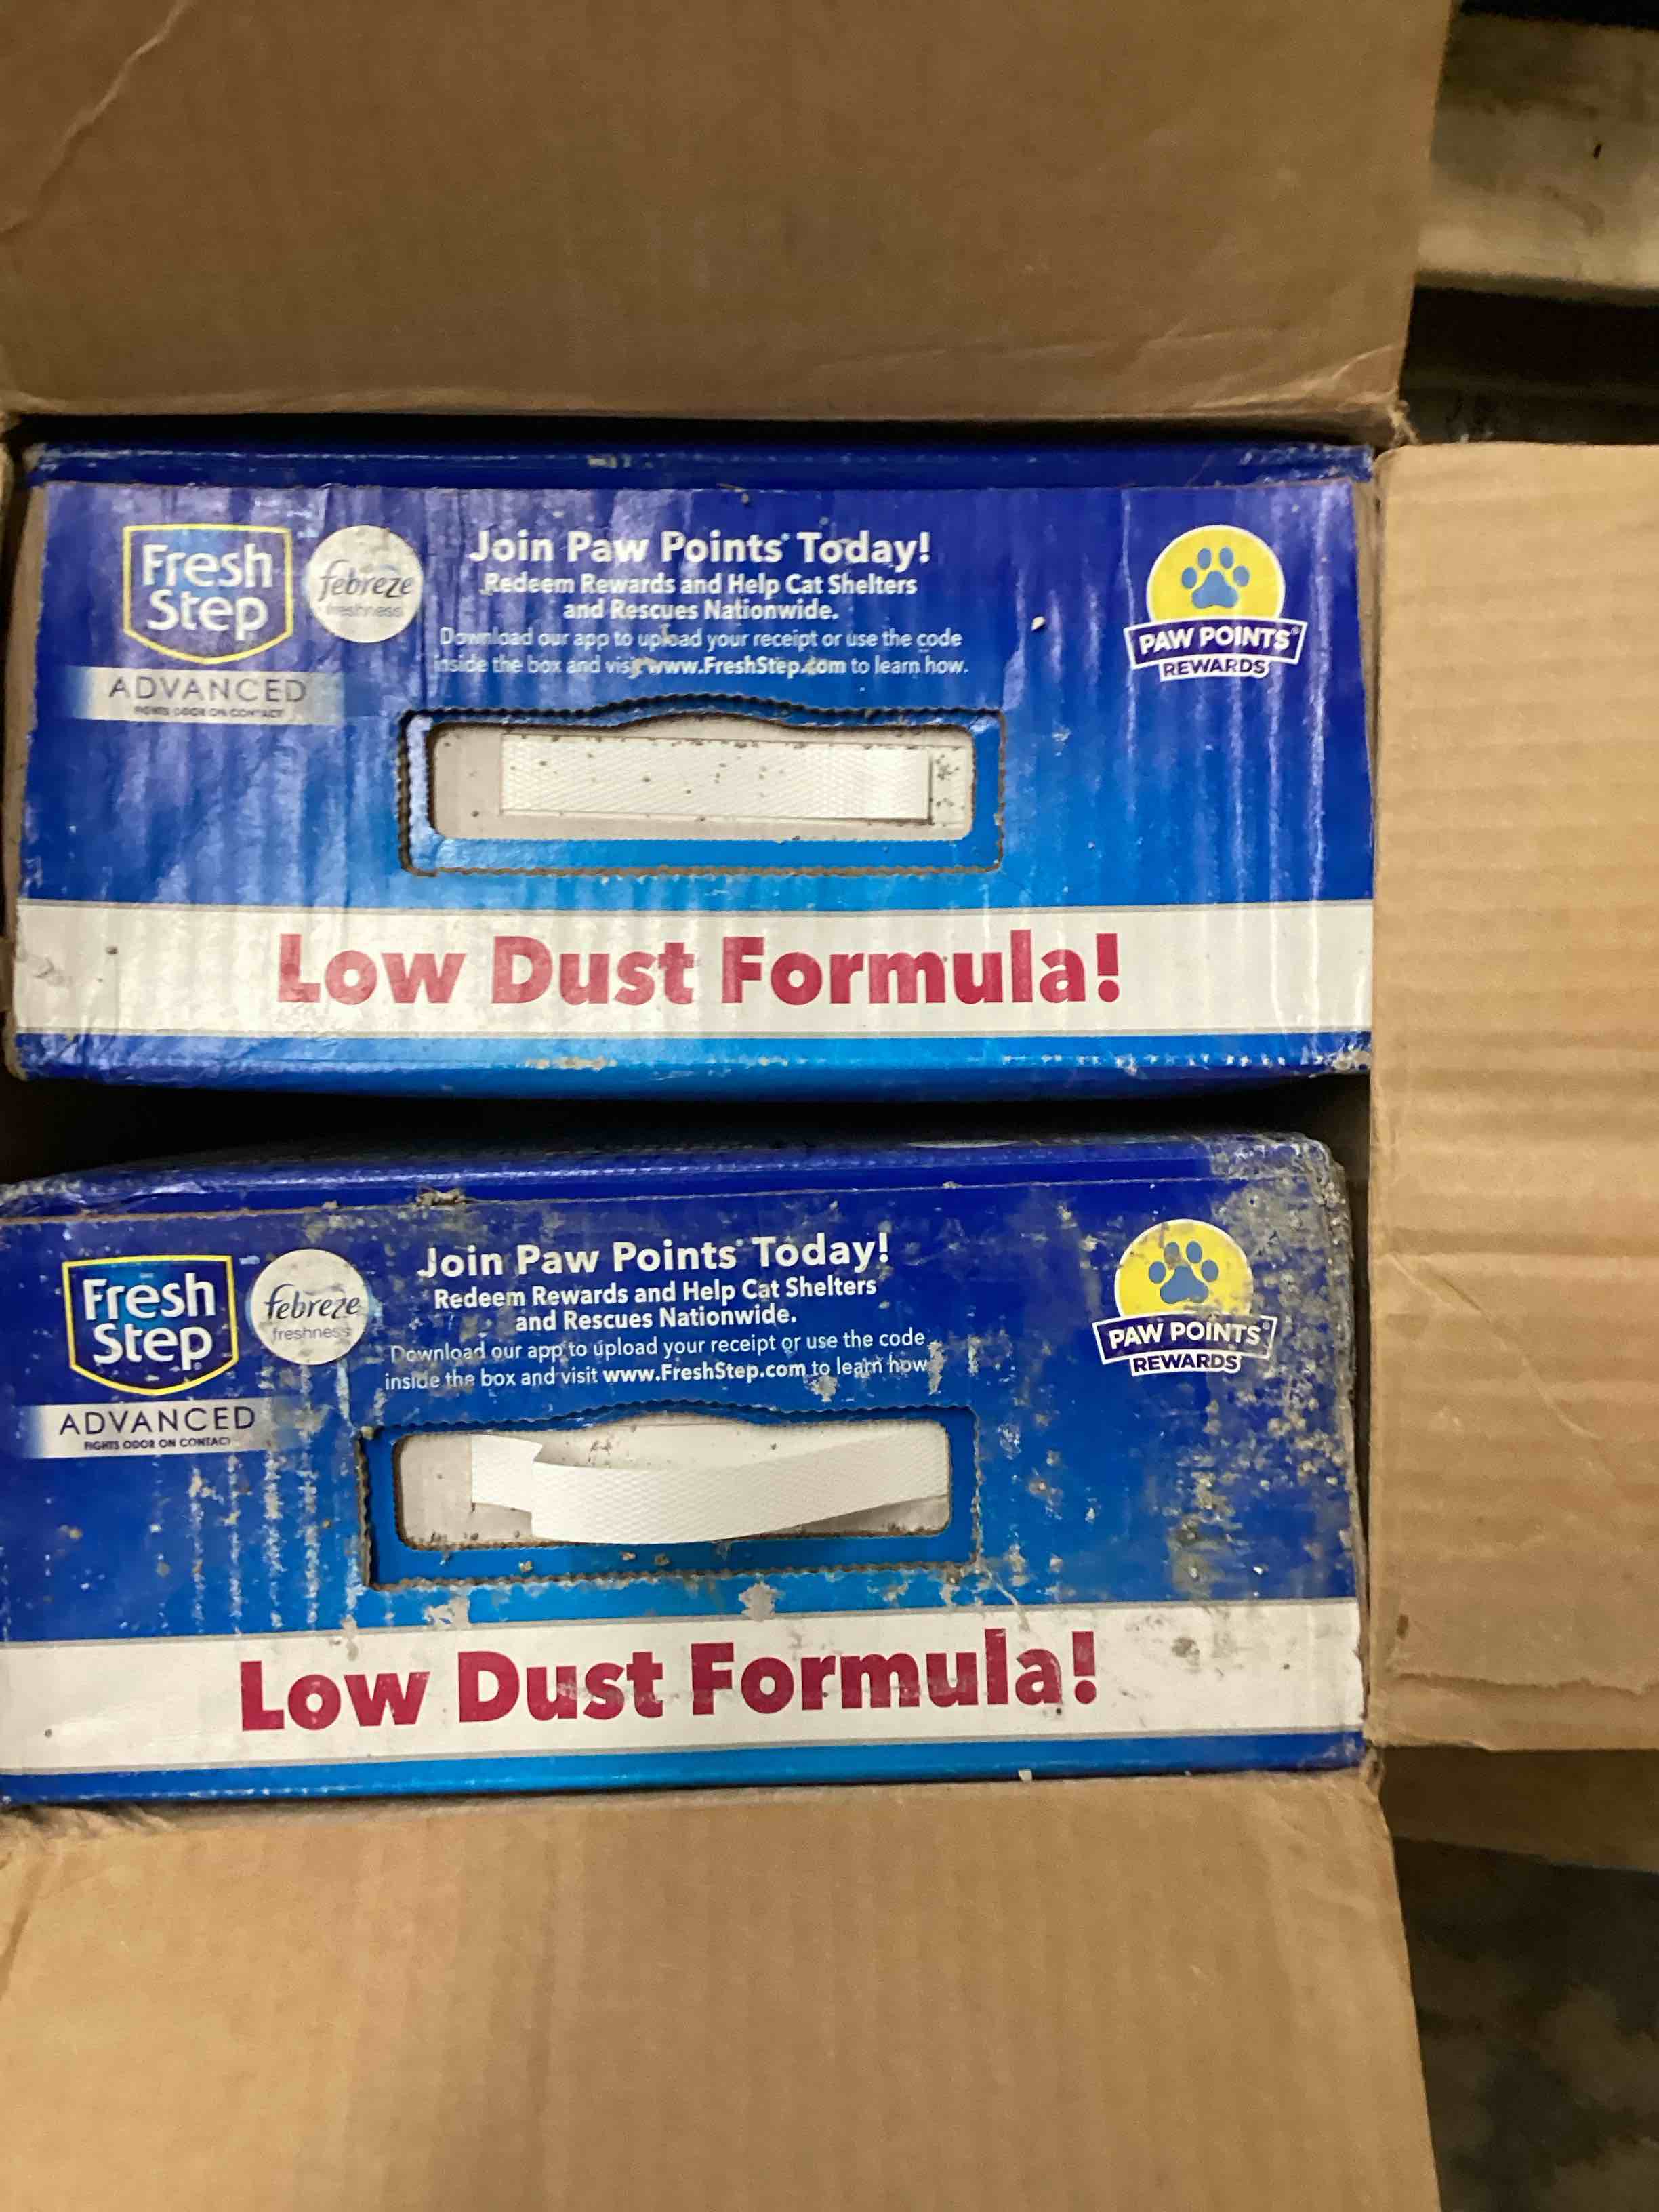 Fresh
Step
febreze
freshness
ADVANCED
FIGHTS ODOR ON CONTACT
Join Paw Points® Today!
Redeem Rewards and Help Cat Shelters
and Rescues Nationwide.
Download our app to upload your receipt or use the code
inside the box and visit www.FreshStep.com to learn how.
PAW POINTS®
REWARDS
Low Dust Formula!
Fresh
Step
with
febreze
freshness
ADVANCED
FIGHTS ODOR ON CONTACT
Join Paw Points® Today!
Redeem Rewards and Help Cat Shelters
and Rescues Nationwide.
Download our app to upload your receipt or use the code
inside the box and visit www.FreshStep.com to learn how
PAW POINTS®
REWARDS
Low Dust Formula!